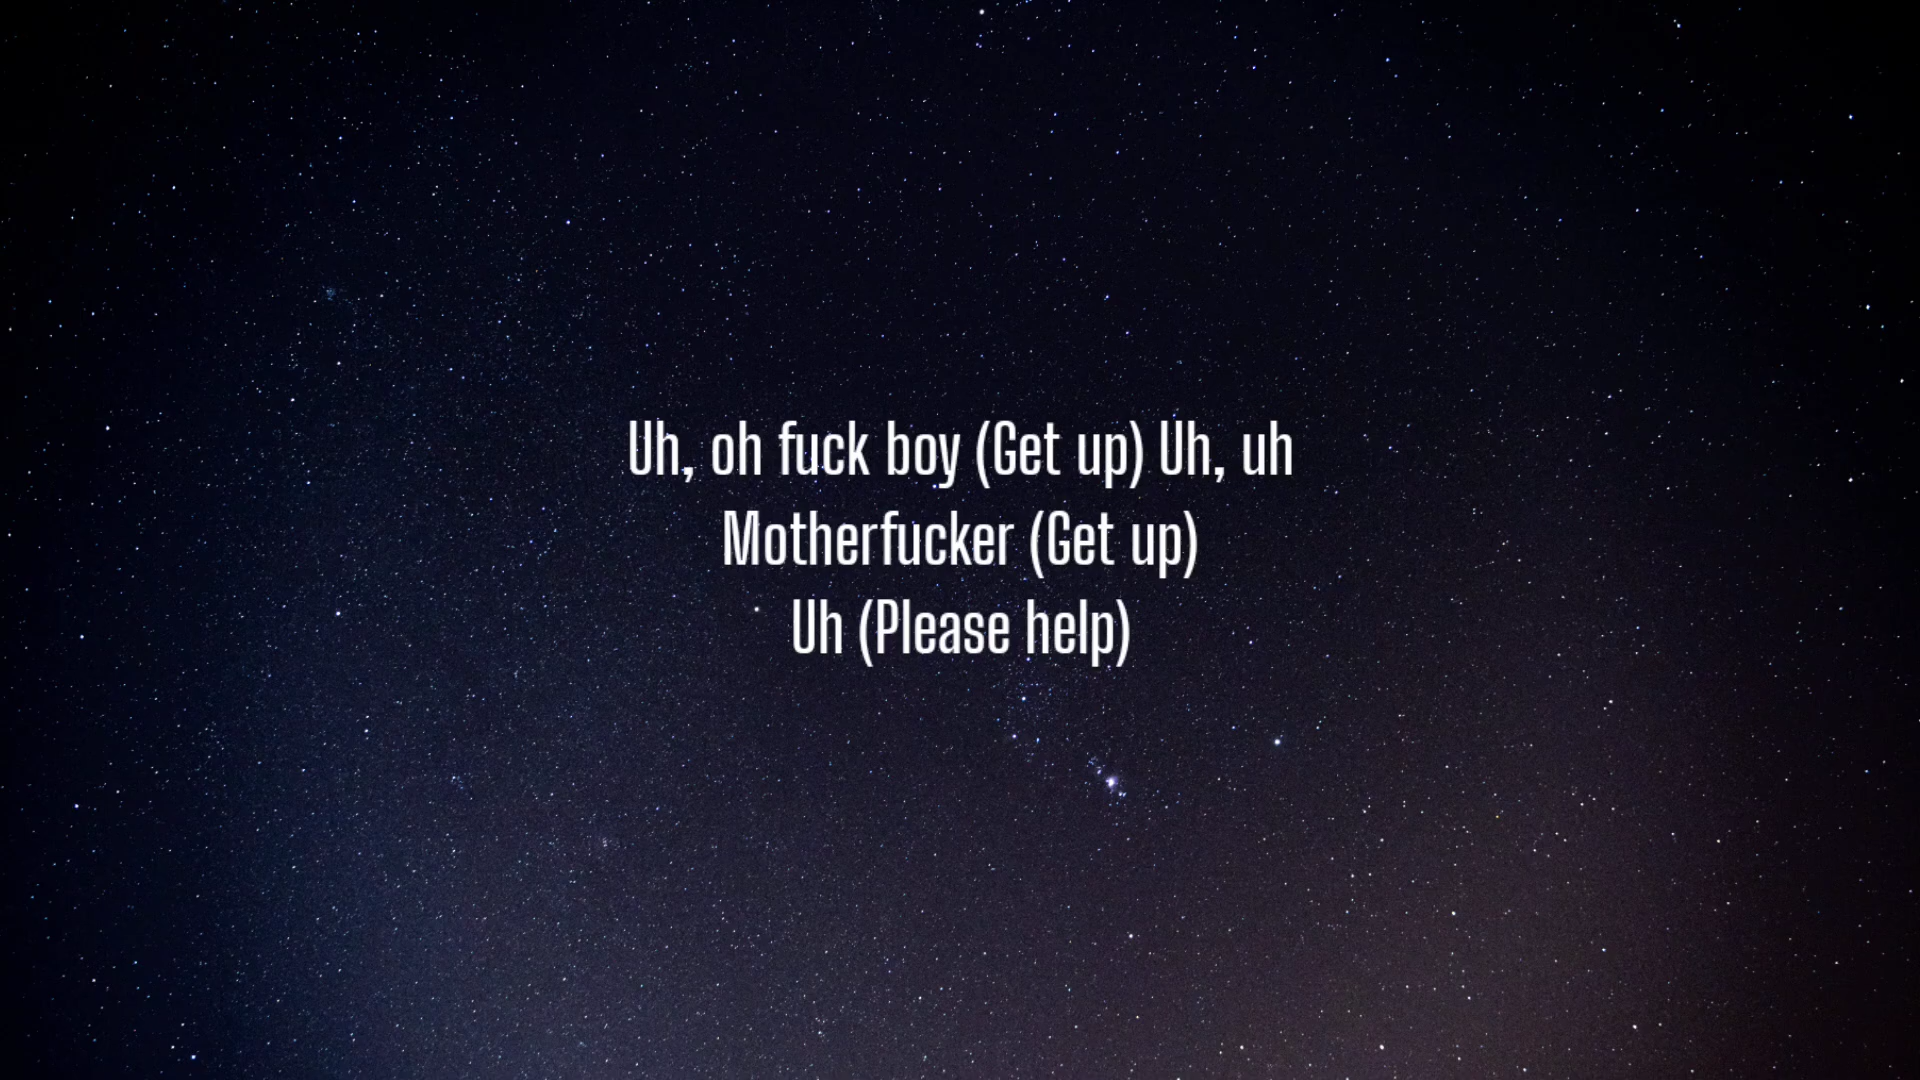 Uh, oh fuck boy (Get up) Uh, uh
Motherfucker (Get up)
Uh (Please help)